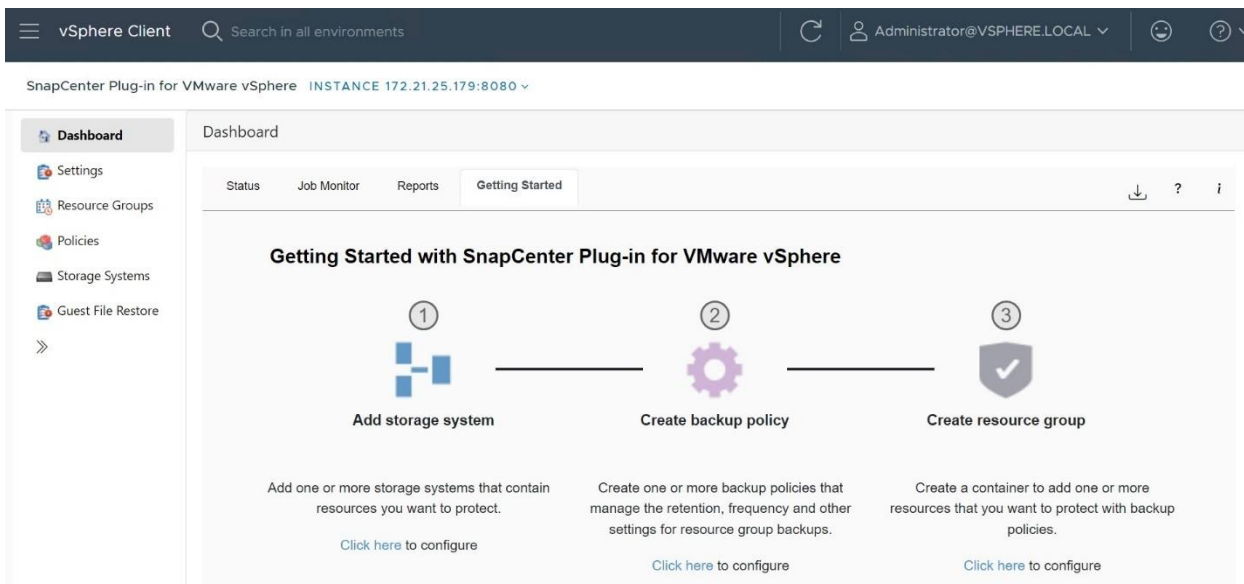 vSphere Client
Search in all environments
Administrator@VSPHERE.LOCAL
SnapCenter Plug-in for VMware vSphere INSTANCE 172.21.25.179:8080
Dashboard
Settings
Resource Groups
Policies
Storage Systems
Guest File Restore
Dashboard
Status Job Monitor Reports Getting Started
? i
Getting Started with SnapCenter Plug-in for VMware vSphere
1
Add storage system
Add one or more storage systems that contain
resources you want to protect.
Click here to configure
2
Create backup policy
Create one or more backup policies that
manage the retention, frequency and other
settings for resource group backups.
Click here to configure
3
Create resource group
Create a container to add one or more
resources that you want to protect with backup
policies.
Click here to configure